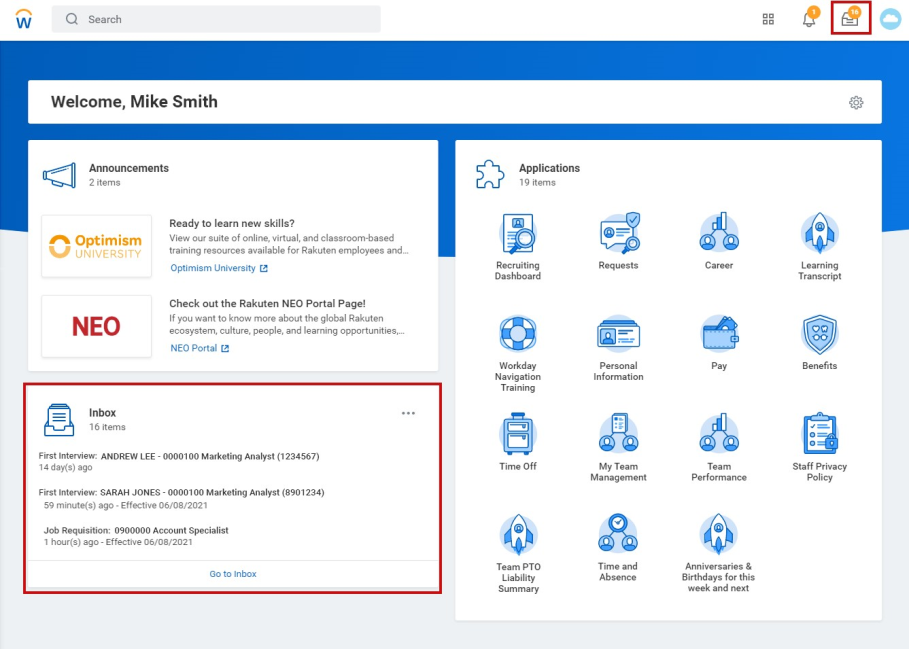 W
Search
1
16
Welcome, Mike Smith
Announcements
2 items
Optimism
UNIVERSITY
Ready to learn new skills?
View our suite of online, virtual, and classroom-based
training resources available for Rakuten employees and...
Optimism University
NEO
Check out the Rakuten NEO Portal Page!
If you want to know more about the global Rakuten
ecosystem, culture, people, and learning opportunities,...
NEO Portal
Inbox
16 items
First Interview: ANDREW LEE - 0000100 Marketing Analyst (1234567)
14 day(s) ago
First Interview: SARAH JONES - 0000100 Marketing Analyst (8901234)
59 minute(s) ago - Effective 06/08/2021
Job Requisition: 0900000 Account Specialist
1 hour(s) ago - Effective 06/08/2021
Go to Inbox
Applications
19 items
Recruiting
Dashboard
Requests
Career
Learning
Transcript
Workday
Navigation
Training
Personal
Information
Pay
Benefits
Time Off
My Team
Management
Team
Performance
Staff Privacy
Policy
Team PTO
Liability
Summary
Time and
Absence
Anniversaries &
Birthdays for this
week and next